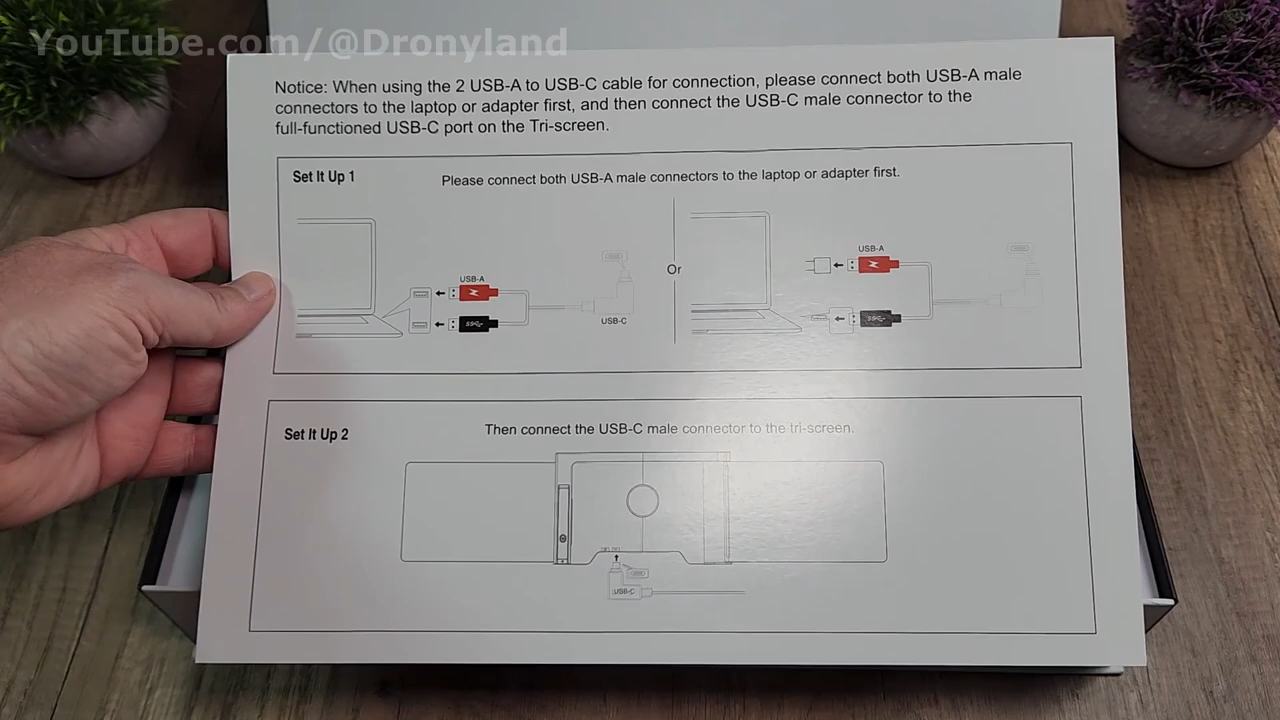 YouTube.com/@Dronyland
Notice: When using the 2 USB-A to USB-C cable for connection, please connect both USB-A male
connectors to the laptop or adapter first, and then connect the USB-C male connector to the
full-functioned USB-C port on the Tri-screen.
Set It Up 1
Please connect both USB-A male connectors to the laptop or adapter first.
USB-A
USB-C
Or
USB-A
Set It Up 2
Then connect the USB-C male connector to the tri-screen.
USB-C